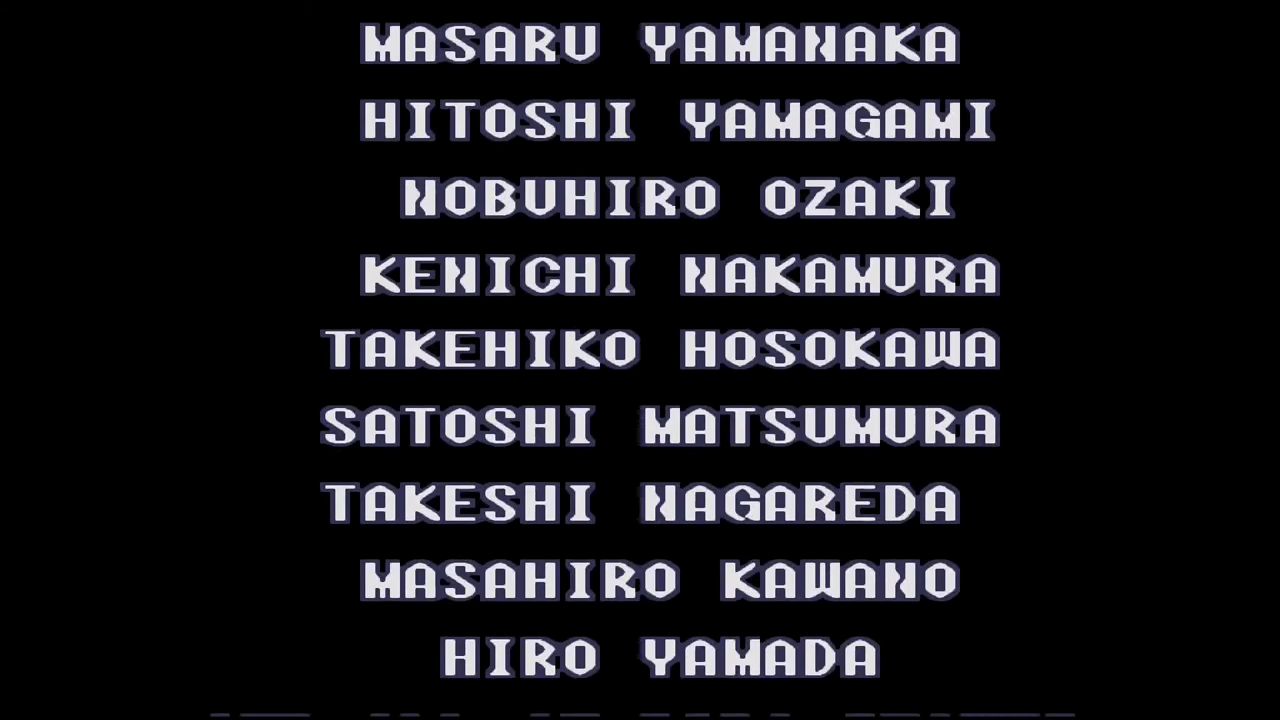 MASARU YAMANAKA
HITOSHI YAMAGAMI
NOBUHIRO OZAKI
KENICHI NAKAMURA
TAKEHIKO HOSOKAWA
SATOSHI MATSUMURA
TAKESHI NAGAREDA
MASAHIRO KAWANO
HIRO YAMADA